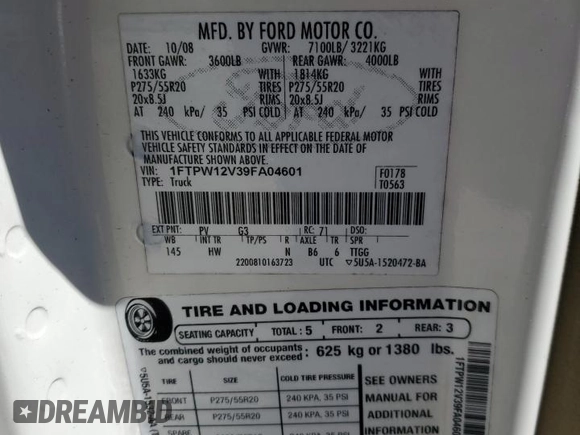 MFD. BY FORD MOTOR CO.
DATE: 10/08 GVWR: 7100LB/ 3221KG
FRONT GAWR: 3600LB REAR GAWR: 4000LB
1633KG WITH 1814KG WITH
P275/55R20 TIRES P275/55R20 TIRES
20x8.5J RIMS 20x8.5J RIMS
AT 240 kPa/ 35 PSI COLD AT 240 kPa/ 35 PSI COLD
THIS VEHICLE CONFORMS TO ALL APPLICABLE FEDERAL MOTOR
VEHICLE SAFETY STANDARDS IN EFFECT ON THE DATE OF
MANUFACTURE SHOWN ABOVE.
VIN: 1FTPW12V39FA04601
TYPE: Truck
F0178
T0563
EXT PNT: PV G3 RC: 71 DSO:
WB INT TR TP/PS R AXLE TR SPR
145 HW N B6 6 TTGG
2200810163723 UTC ▽5U5A-1520472-BA
TIRE AND LOADING INFORMATION
SEATING CAPACITY TOTAL: 5 FRONT: 2 REAR: 3
The combined weight of occupants
and cargo should never exceed: 625 kg or 1380 lbs.
TIRE SIZE COLD TIRE PRESSURE
FRONT P275/55R20 240 KPA, 35 PSI
REAR P275/55R20 240 KPA, 35 PSI
SPARE
SEE OWNERS
MANUAL FOR
ADDITIONAL
INFORMATION
1FTPW12V39FA04601
DREAMBID